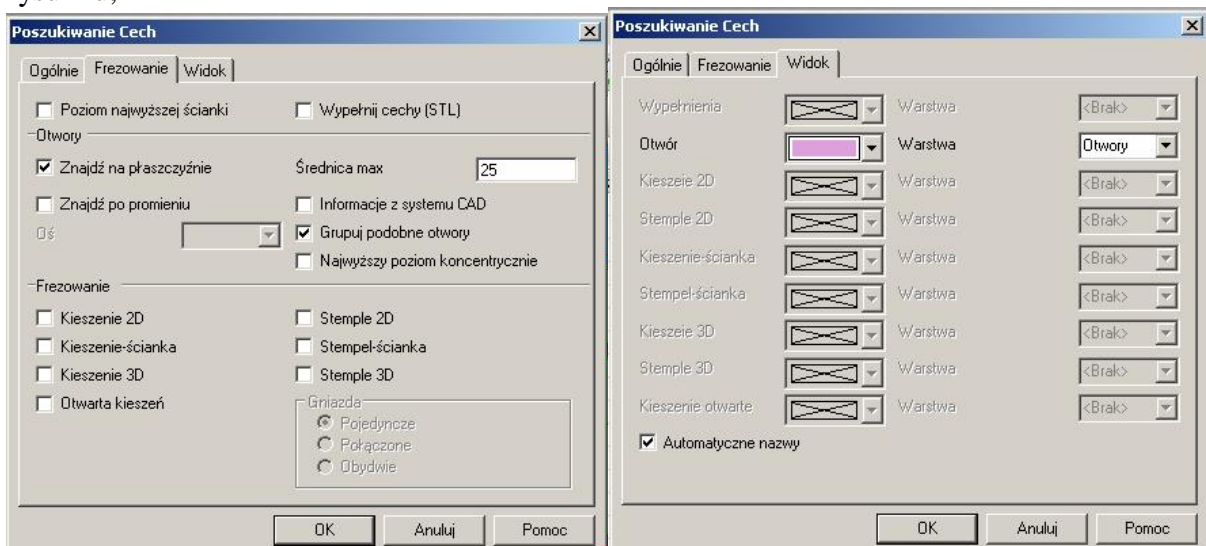 Poszukiwanie Cech
Ogólnie Frezowanie Widok
Poziom najwyższej ścianki Wypełnij cechy (STL)
Otwory
Znajdź na płaszczyźnie Średnica max 25
Znajdź po promieniu Informacje z systemu CAD
Oś Grupuj podobne otwory
Najwyższy poziom koncentrycznie
Frezowanie
Kieszenie 2D Stemple 2D
Kieszenie-ścianka Stempel-ścianka
Kieszenie 3D Stemple 3D
Otwarta kieszeń Gniazda
Pojedyncze
Połączone
Obydwie
OK Anuluj Pomoc
Poszukiwanie Cech
Ogólnie Frezowanie Widok
Wypełnienia Warstwa <Brak>
Otwór Warstwa Otwory
Kieszeie 2D Warstwa <Brak>
Stemple 2D Warstwa <Brak>
Kieszenie-ścianka Warstwa <Brak>
Stempel-ścianka Warstwa <Brak>
Kieszeie 3D Warstwa <Brak>
Stemple 3D Warstwa <Brak>
Kieszenie otwarte Warstwa <Brak>
Automatyczne nazwy
OK Anuluj Pomoc